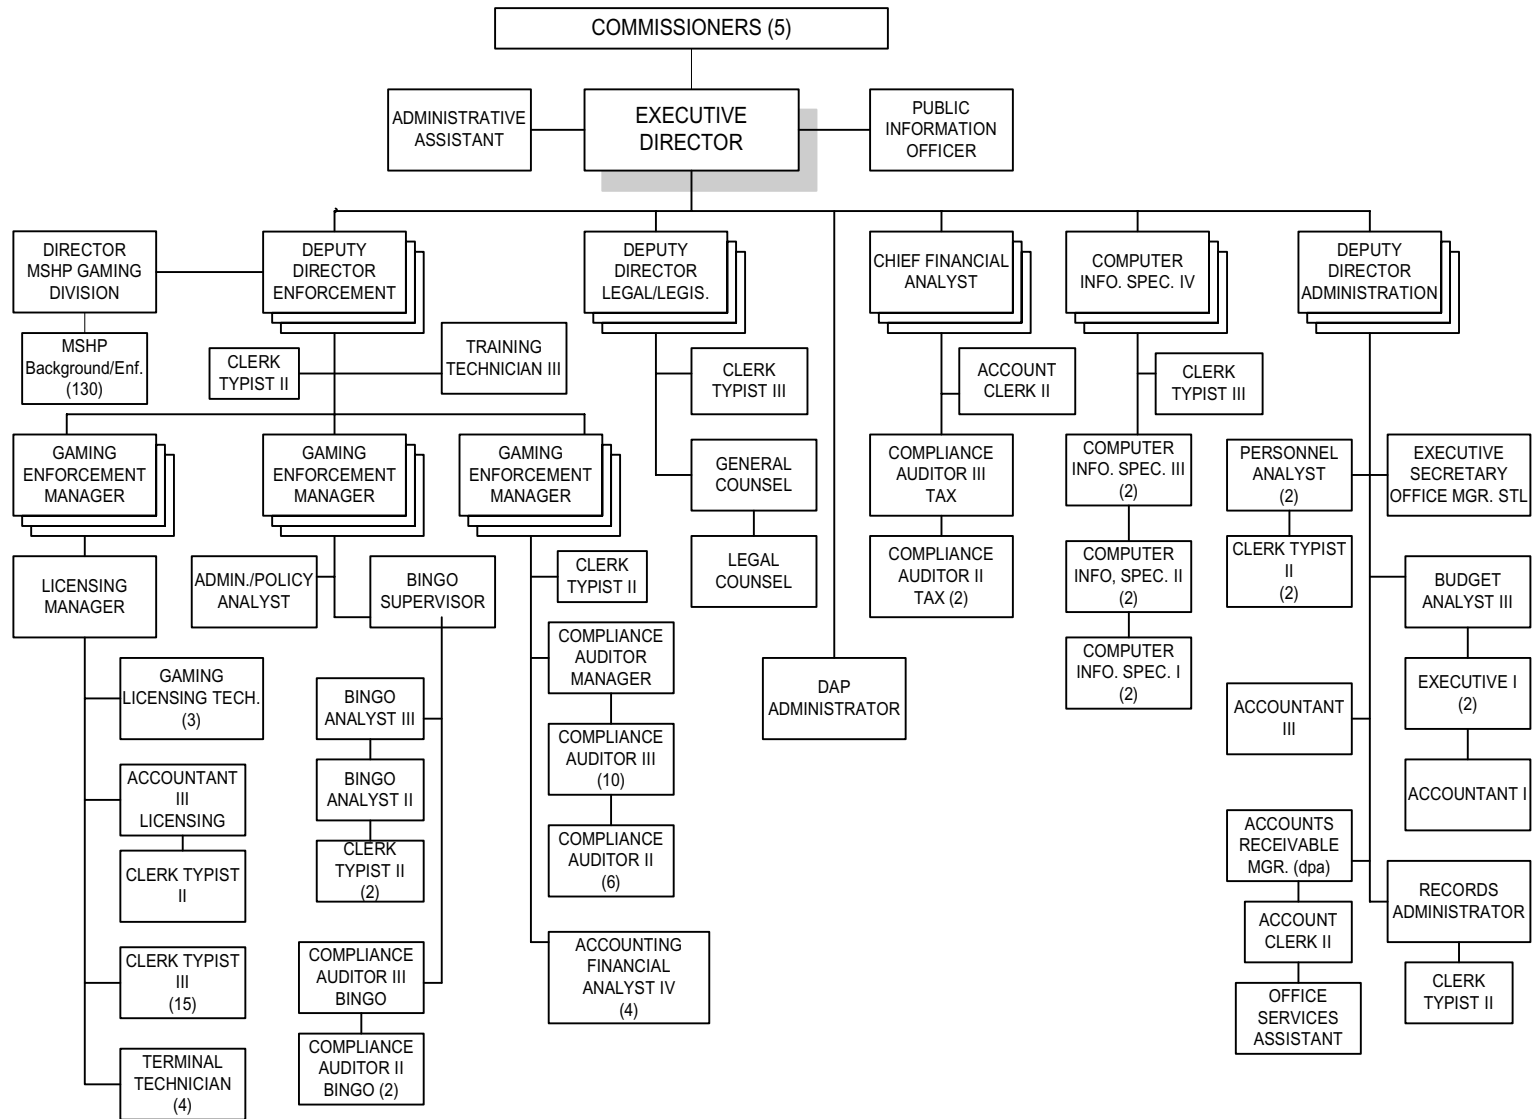 COMMISSIONERS (5)
ADMINISTRATIVE
ASSISTANT
EXECUTIVE
DIRECTOR
PUBLIC
INFORMATION
OFFICER
DIRECTOR
MSHP GAMING
DIVISION
DEPUTY
DIRECTOR
ENFORCEMENT
DEPUTY
DIRECTOR
LEGAL/LEGIS.
CHIEF FINANCIAL
ANALYST
COMPUTER
INFO. SPEC. IV
DEPUTY
DIRECTOR
ADMINISTRATION
MSHP
Background/Enf.
(130)
CLERK
TYPIST II
TRAINING
TECHNICIAN III
CLERK
TYPIST III
ACCOUNT
CLERK II
CLERK
TYPIST III
GAMING
ENFORCEMENT
MANAGER
GAMING
ENFORCEMENT
MANAGER
GAMING
ENFORCEMENT
MANAGER
GENERAL
COUNSEL
COMPLIANCE
AUDITOR III
TAX
COMPUTER
INFO. SPEC. III
(2)
PERSONNEL
ANALYST
(2)
EXECUTIVE
SECRETARY
OFFICE MGR. STL
LICENSING
MANAGER
ADMIN./POLICY
ANALYST
BINGO
SUPERVISOR
CLERK
TYPIST II
LEGAL
COUNSEL
COMPLIANCE
AUDITOR II
TAX (2)
COMPUTER
INFO, SPEC. II
(2)
CLERK TYPIST
II
(2)
BUDGET
ANALYST III
GAMING
LICENSING TECH.
(3)
BINGO
ANALYST III
COMPLIANCE
AUDITOR
MANAGER
DAP
ADMINISTRATOR
COMPUTER
INFO. SPEC. I
(2)
ACCOUNTANT
III
EXECUTIVE I
(2)
ACCOUNTANT
III
LICENSING
BINGO
ANALYST II
COMPLIANCE
AUDITOR III
(10)
ACCOUNTANT I
CLERK TYPIST
II
CLERK
TYPIST II
(2)
COMPLIANCE
AUDITOR II
(6)
ACCOUNTS
RECEIVABLE
MGR. (dpa)
RECORDS
ADMINISTRATOR
CLERK TYPIST
III
(15)
COMPLIANCE
AUDITOR III
BINGO
ACCOUNTING
FINANCIAL
ANALYST IV
(4)
ACCOUNT
CLERK II
CLERK
TYPIST II
TERMINAL
TECHNICIAN
(4)
COMPLIANCE
AUDITOR II
BINGO (2)
OFFICE
SERVICES
ASSISTANT